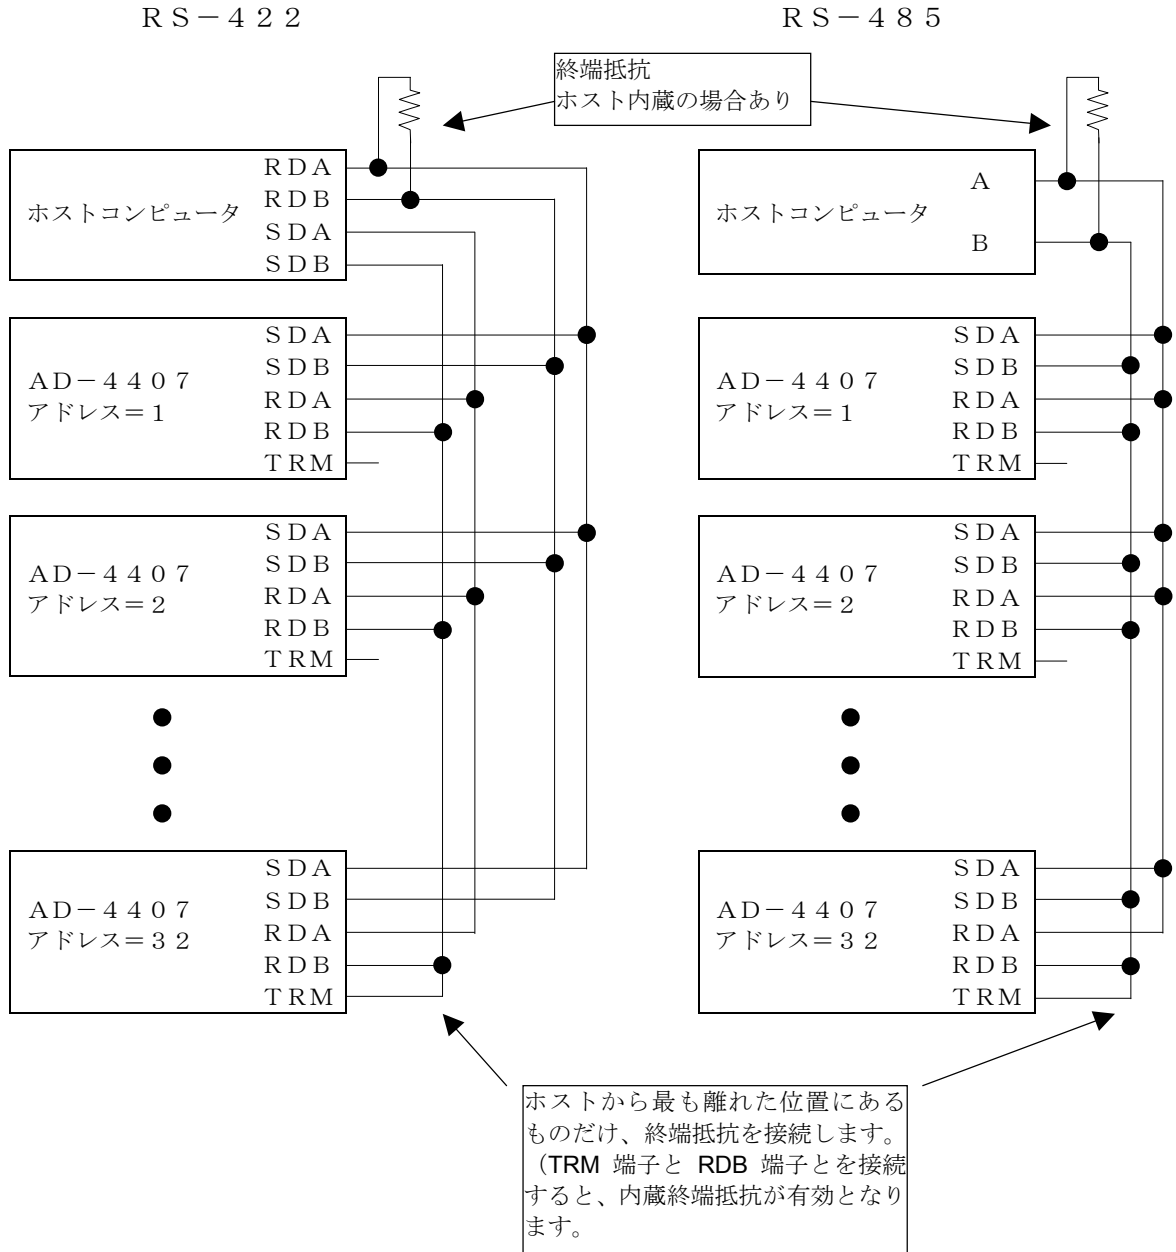 ＲＳ－４２２
ＲＳ－４８５
終端抵抗
ホスト内蔵の場合あり
ホストコンピュータ
ＲＤＡ
ＲＤＢ
ＳＤＡ
ＳＤＢ
ホストコンピュータ
Ａ
Ｂ
ＡＤ－４４０７
アドレス＝１
ＳＤＡ
ＳＤＢ
ＲＤＡ
ＲＤＢ
ＴＲＭ
ＡＤ－４４０７
アドレス＝１
ＳＤＡ
ＳＤＢ
ＲＤＡ
ＲＤＢ
ＴＲＭ
ＡＤ－４４０７
アドレス＝２
ＳＤＡ
ＳＤＢ
ＲＤＡ
ＲＤＢ
ＴＲＭ
ＡＤ－４４０７
アドレス＝２
ＳＤＡ
ＳＤＢ
ＲＤＡ
ＲＤＢ
ＴＲＭ
ＡＤ－４４０７
アドレス＝３２
ＳＤＡ
ＳＤＢ
ＲＤＡ
ＲＤＢ
ＴＲＭ
ＡＤ－４４０７
アドレス＝３２
ＳＤＡ
ＳＤＢ
ＲＤＡ
ＲＤＢ
ＴＲＭ
ホストから最も離れた位置にある
ものだけ、終端抵抗を接続します。
（TRM 端子と RDB 端子とを接続
すると、内蔵終端抵抗が有効となり
ます。